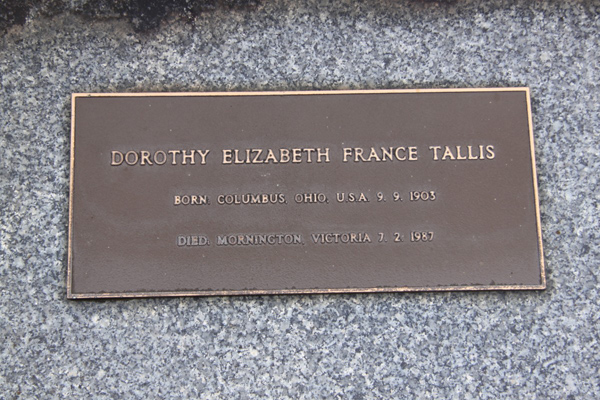 DOROTHY ELIZABETH FRANCE TALLIS
BORN, COLUMBUS, OHIO, U.S.A. 9. 9. 1903
DIED, MORNINGTON, VICTORIA 7. 2. 1987